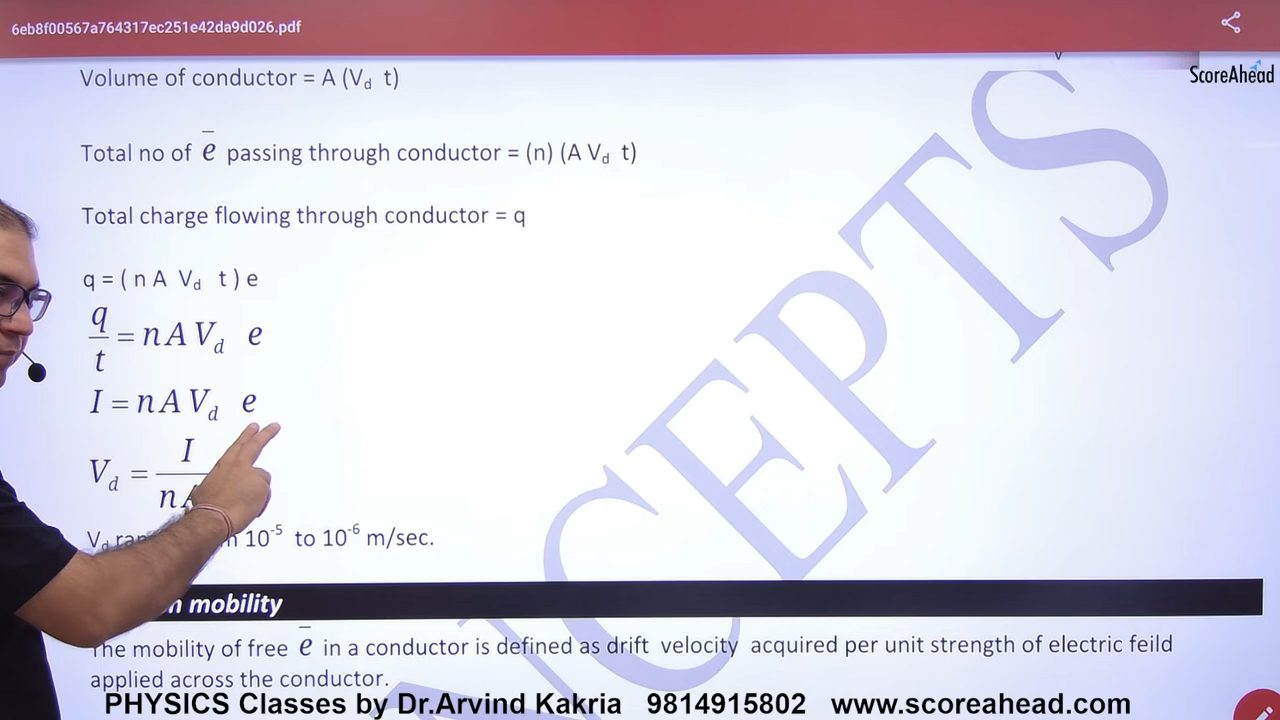 6eb8f00567a764317ec251e42da9d026.pdf
ScoreAhead
Volume of conductor = A (V_d t)
Total no of e̅ passing through conductor = (n) (A V_d t)
Total charge flowing through conductor = q
q = ( n A V_d t ) e
q/t = n A V_d e
I = n A V_d e
V_d = I / n
V_d 10^-5 to 10^-6 m/sec.
mobility
The mobility of free e̅ in a conductor is defined as drift velocity acquired per unit strength of electric feild
applied across the conductor.
PHYSICS Classes by Dr.Arvind Kakria 9814915802 www.scoreahead.com
NCEPTS